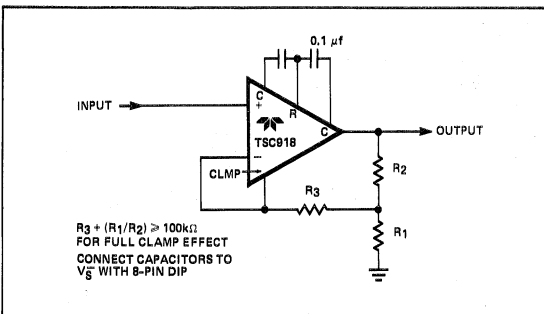 0.1 μf
C
INPUT
+
R
TSC918
C
OUTPUT
−
CLMP
R2
R3
R1
R3 + (R1/R2) ⩾ 100kΩ
FOR FULL CLAMP EFFECT
CONNECT CAPACITORS TO
V−S WITH 8-PIN DIP